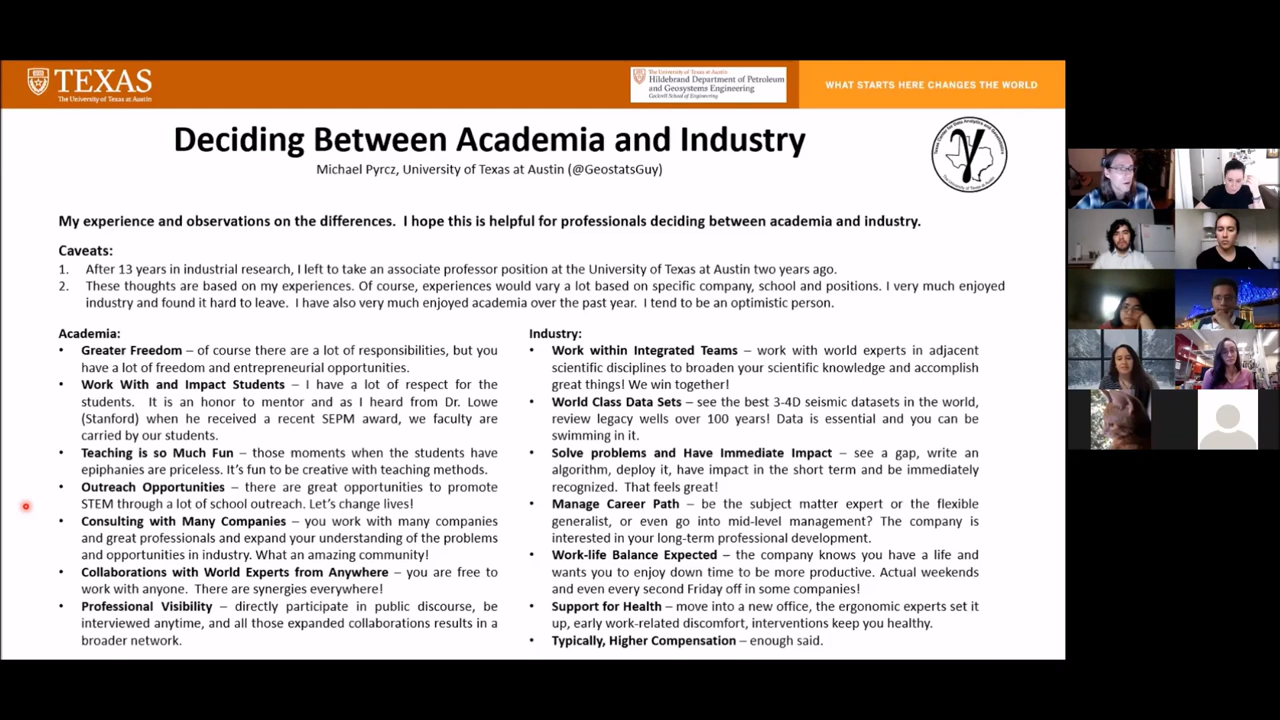 TEXAS
The University of Texas at Austin
The University of Texas at Austin
Hildebrand Department of Petroleum
and Geosystems Engineering
Cockrell School of Engineering
WHAT STARTS HERE CHANGES THE WORLD
Deciding Between Academia and Industry
Michael Pyrcz, University of Texas at Austin (@GeostatsGuy)
My experience and observations on the differences. I hope this is helpful for professionals deciding between academia and industry.
Caveats:
1. After 13 years in industrial research, I left to take an associate professor position at the University of Texas at Austin two years ago.
2. These thoughts are based on my experiences. Of course, experiences would vary a lot based on specific company, school and positions. I very much enjoyed
industry and found it hard to leave. I have also very much enjoyed academia over the past year. I tend to be an optimistic person.
Academia:
• Greater Freedom – of course there are a lot of responsibilities, but you
have a lot of freedom and entrepreneurial opportunities.
• Work With and Impact Students – I have a lot of respect for the
students. It is an honor to mentor and as I heard from Dr. Lowe
(Stanford) when he received a recent SEPM award, we faculty are
carried by our students.
• Teaching is so Much Fun – those moments when the students have
epiphanies are priceless. It's fun to be creative with teaching methods.
• Outreach Opportunities – there are great opportunities to promote
STEM through a lot of school outreach. Let's change lives!
• Consulting with Many Companies – you work with many companies
and great professionals and expand your understanding of the problems
and opportunities in industry. What an amazing community!
• Collaborations with World Experts from Anywhere – you are free to
work with anyone. There are synergies everywhere!
• Professional Visibility – directly participate in public discourse, be
interviewed anytime, and all those expanded collaborations results in a
broader network.
Industry:
• Work within Integrated Teams – work with world experts in adjacent
scientific disciplines to broaden your scientific knowledge and accomplish
great things! We win together!
• World Class Data Sets – see the best 3-4D seismic datasets in the world,
review legacy wells over 100 years! Data is essential and you can be
swimming in it.
• Solve problems and Have Immediate Impact – see a gap, write an
algorithm, deploy it, have impact in the short term and be immediately
recognized. That feels great!
• Manage Career Path – be the subject matter expert or the flexible
generalist, or even go into mid-level management? The company is
interested in your long-term professional development.
• Work-life Balance Expected – the company knows you have a life and
wants you to enjoy down time to be more productive. Actual weekends
and even every second Friday off in some companies!
• Support for Health – move into a new office, the ergonomic experts set it
up, early work-related discomfort, interventions keep you healthy.
• Typically, Higher Compensation – enough said.